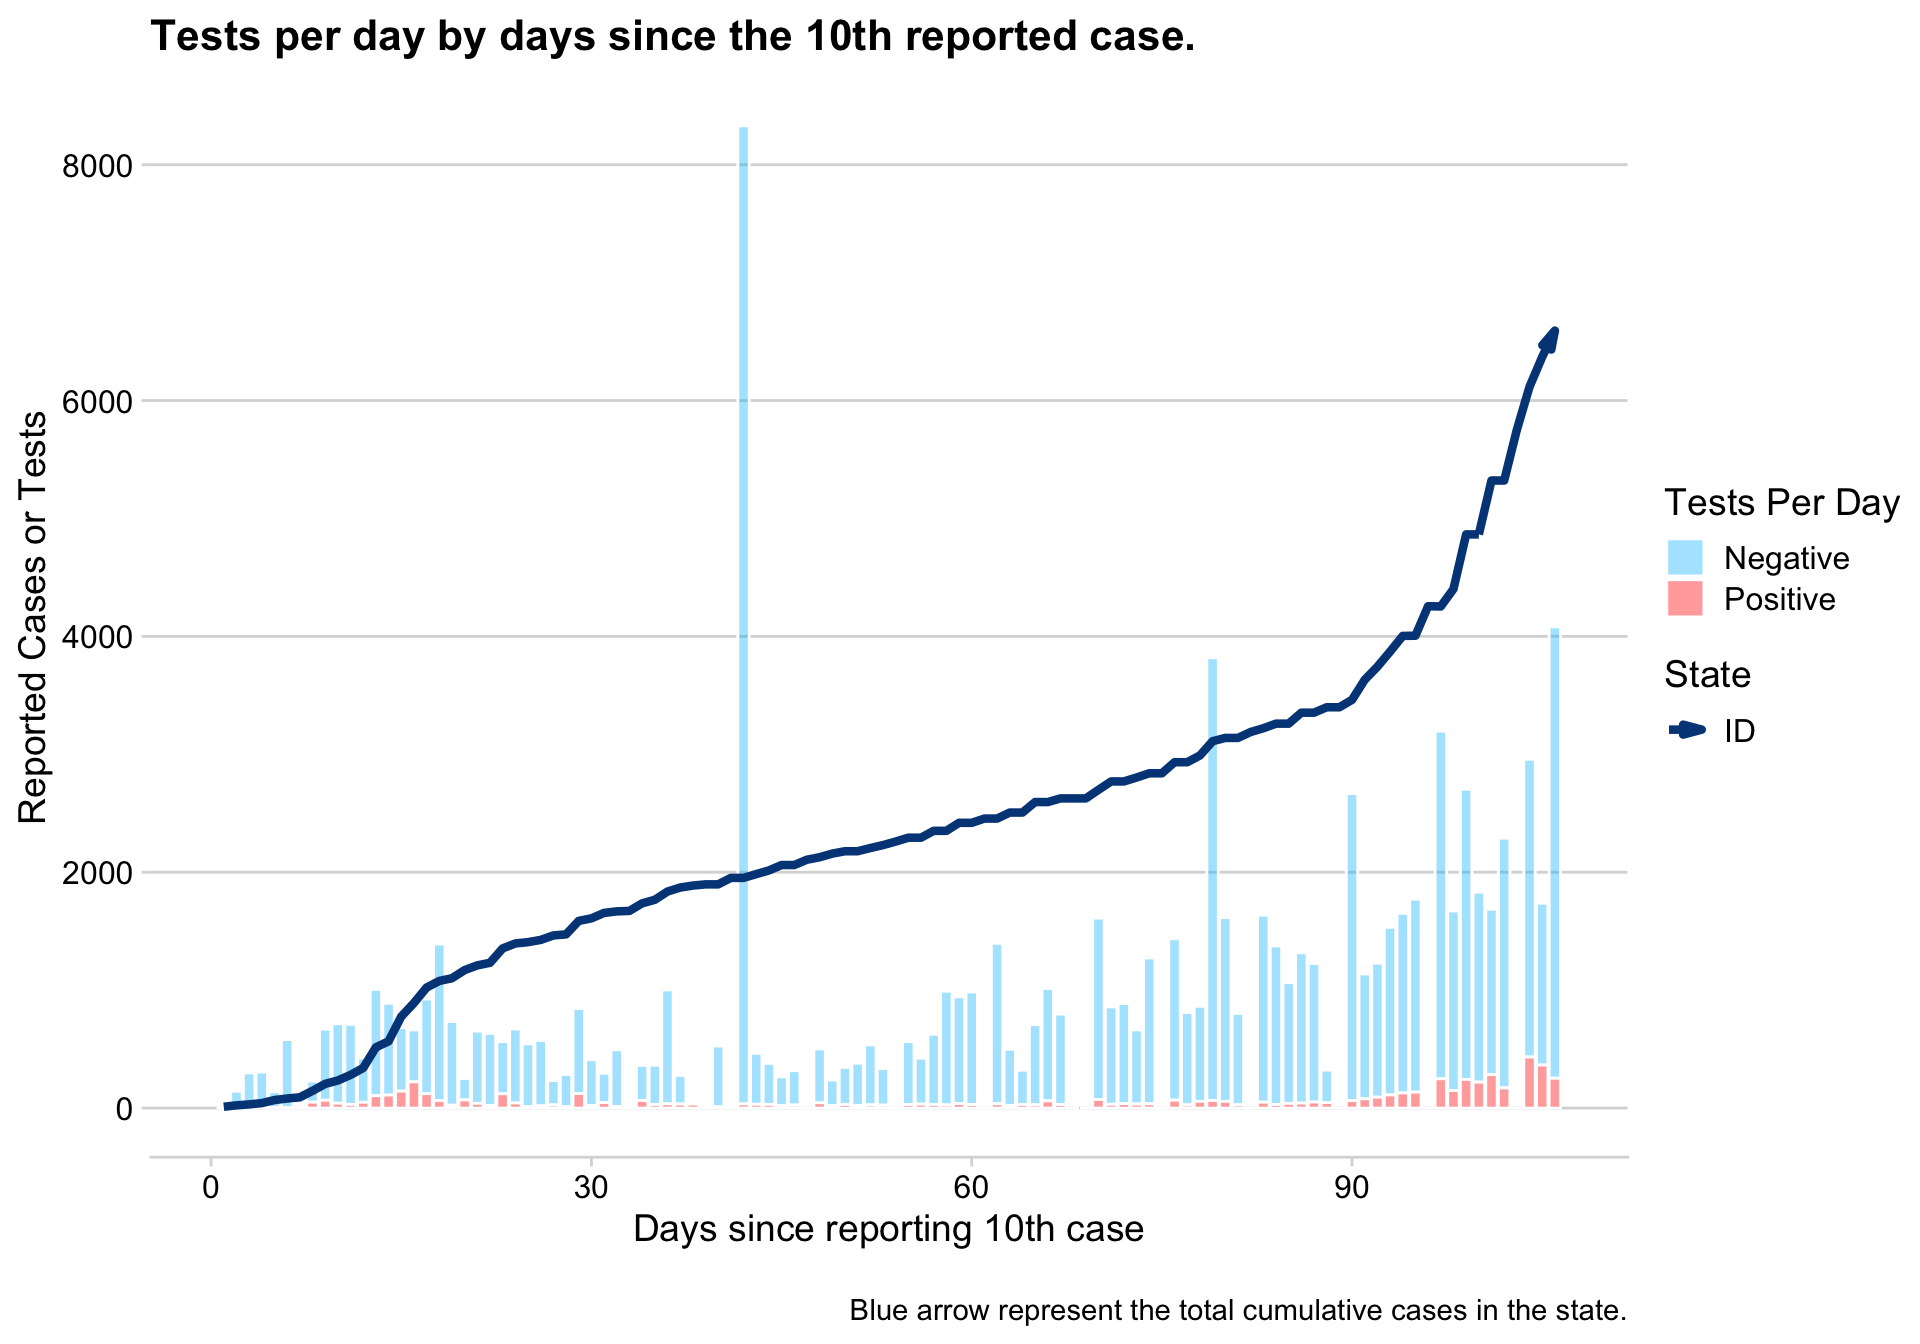 Tests per day by days since the 10th reported case.
8000
6000
4000
2000
0
Reported Cases or Tests
0 30 60 90
Days since reporting 10th case
Tests Per Day
Negative
Positive
State
ID
Blue arrow represent the total cumulative cases in the state.